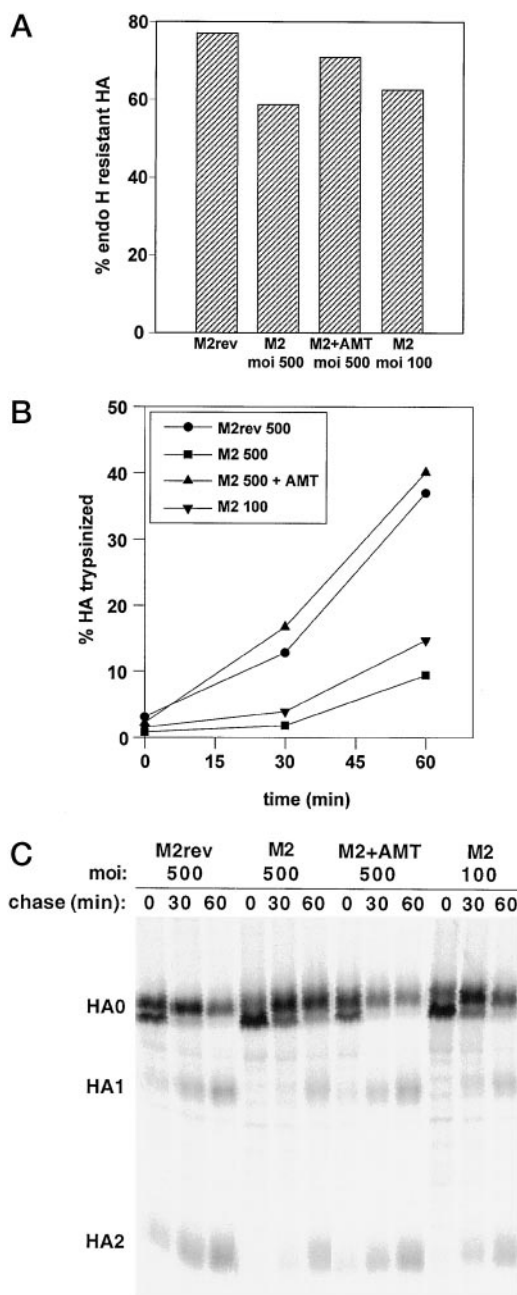 A
80
60
40
20
0
% endo H resistant HA
M2rev M2 M2+AMT M2
moi 500 moi 500 moi 100
B
50
40
30
20
10
0
% HA trypsinized
M2rev 500
M2 500
M2 500 + AMT
M2 100
0 15 30 45 60
time (min)
C
M2rev M2 M2+AMT M2
moi: 500 500 500 100
chase (min): 0 30 60 0 30 60 0 30 60 0 30 60
HA0
HA1
HA2